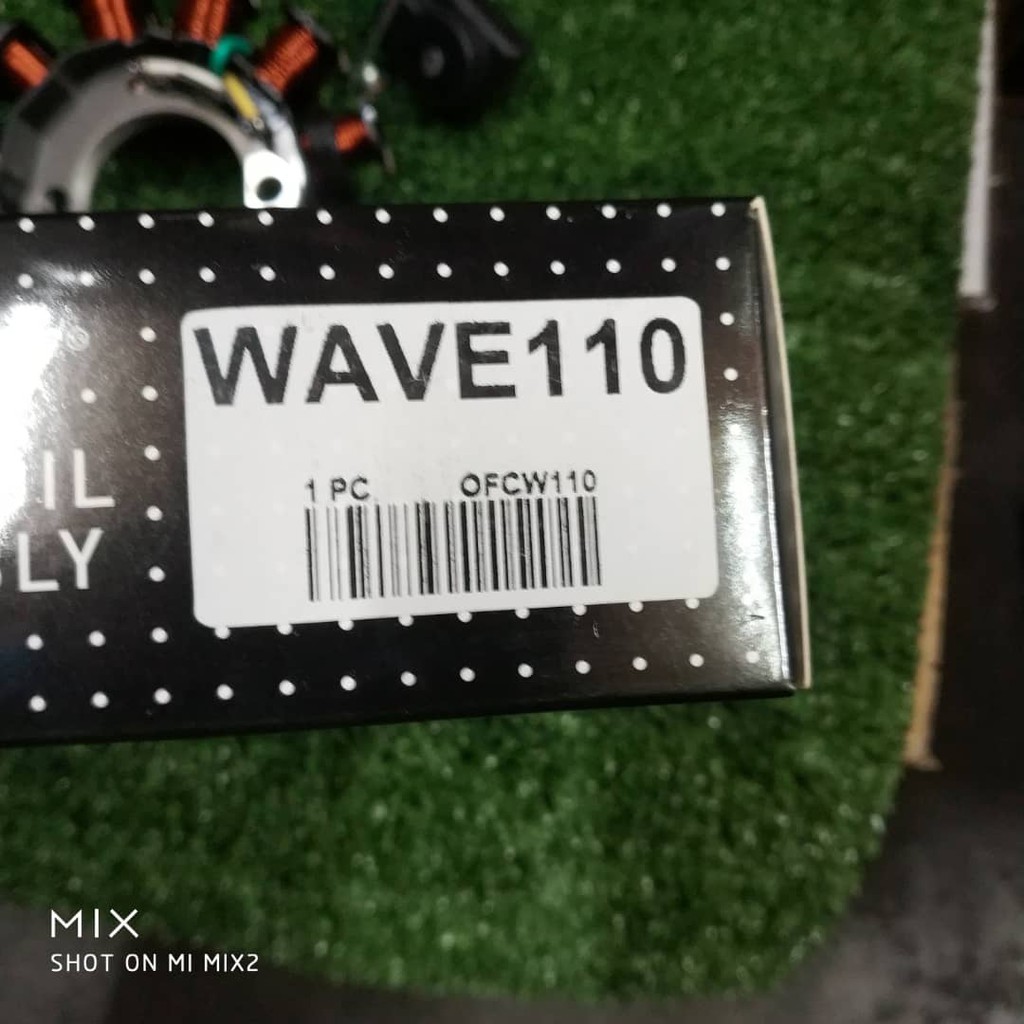 WAVE110
1 PC OFCW110
IL
LY
MIX
SHOT ON MI MIX2